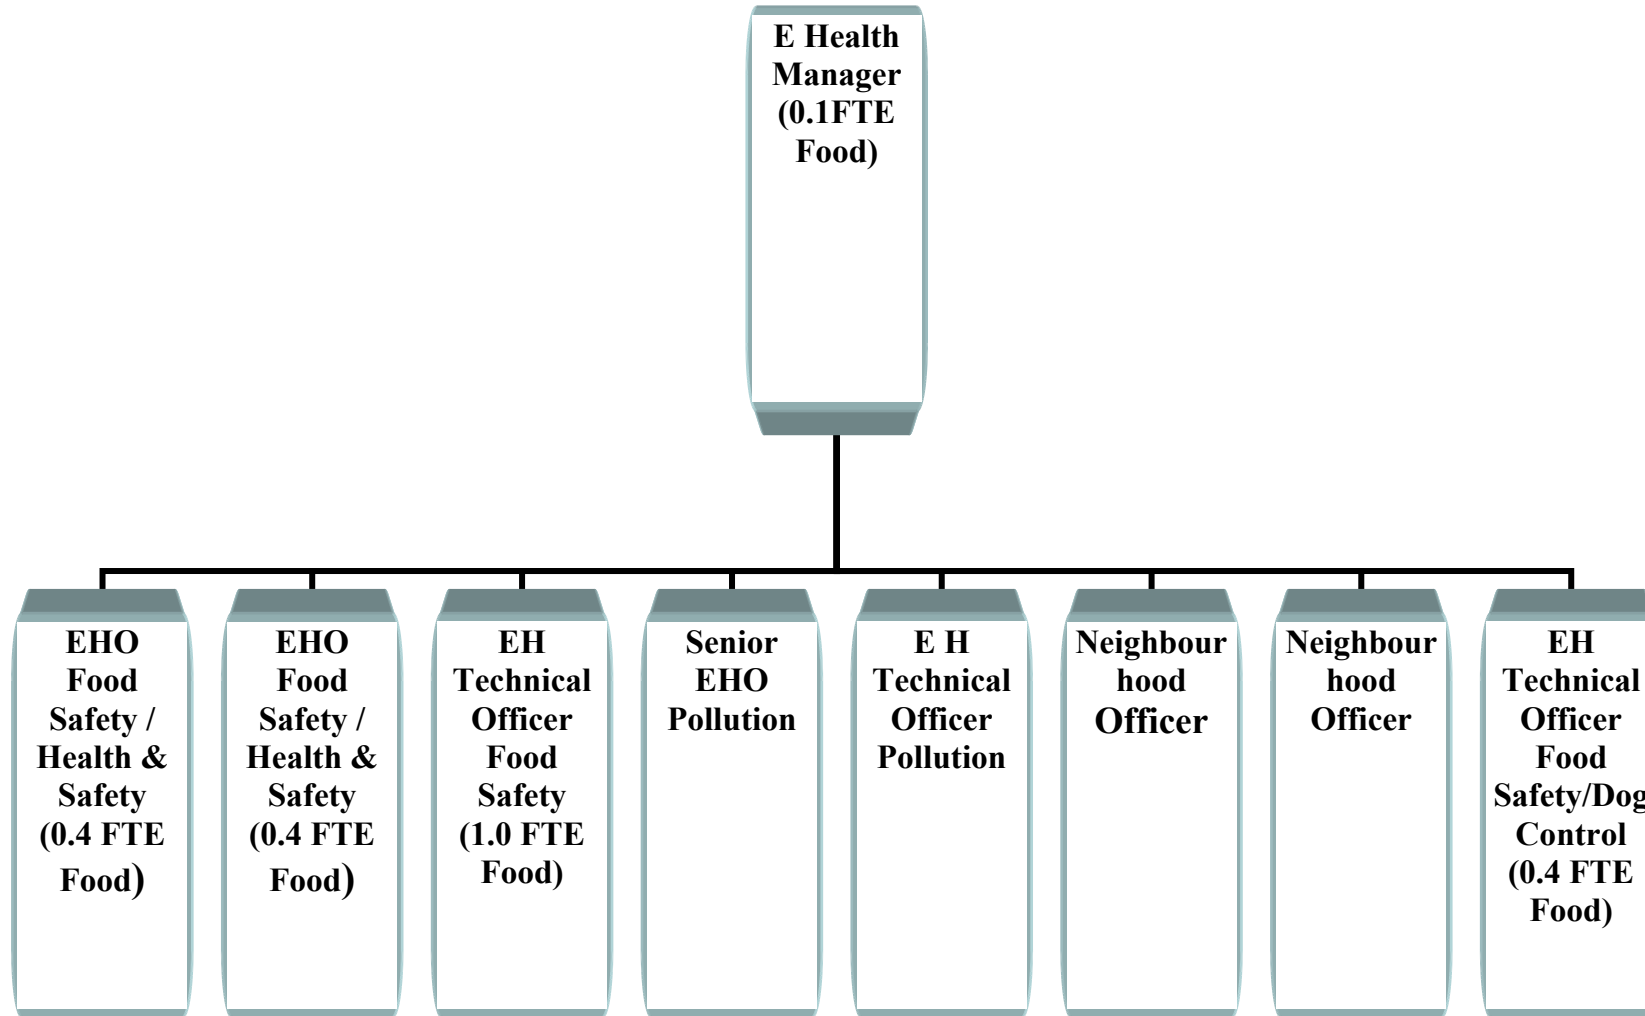 E Health
Manager
(0.1FTE
Food)
EHO
Food
Safety /
Health &
Safety
(0.4 FTE
Food)
EHO
Food
Safety /
Health &
Safety
(0.4 FTE
Food)
EH
Technical
Officer
Food
Safety
(1.0 FTE
Food)
Senior
EHO
Pollution
E H
Technical
Officer
Pollution
Neighbour
hood
Officer
Neighbour
hood
Officer
EH
Technical
Officer
Food
Safety/Dog
Control
(0.4 FTE
Food)